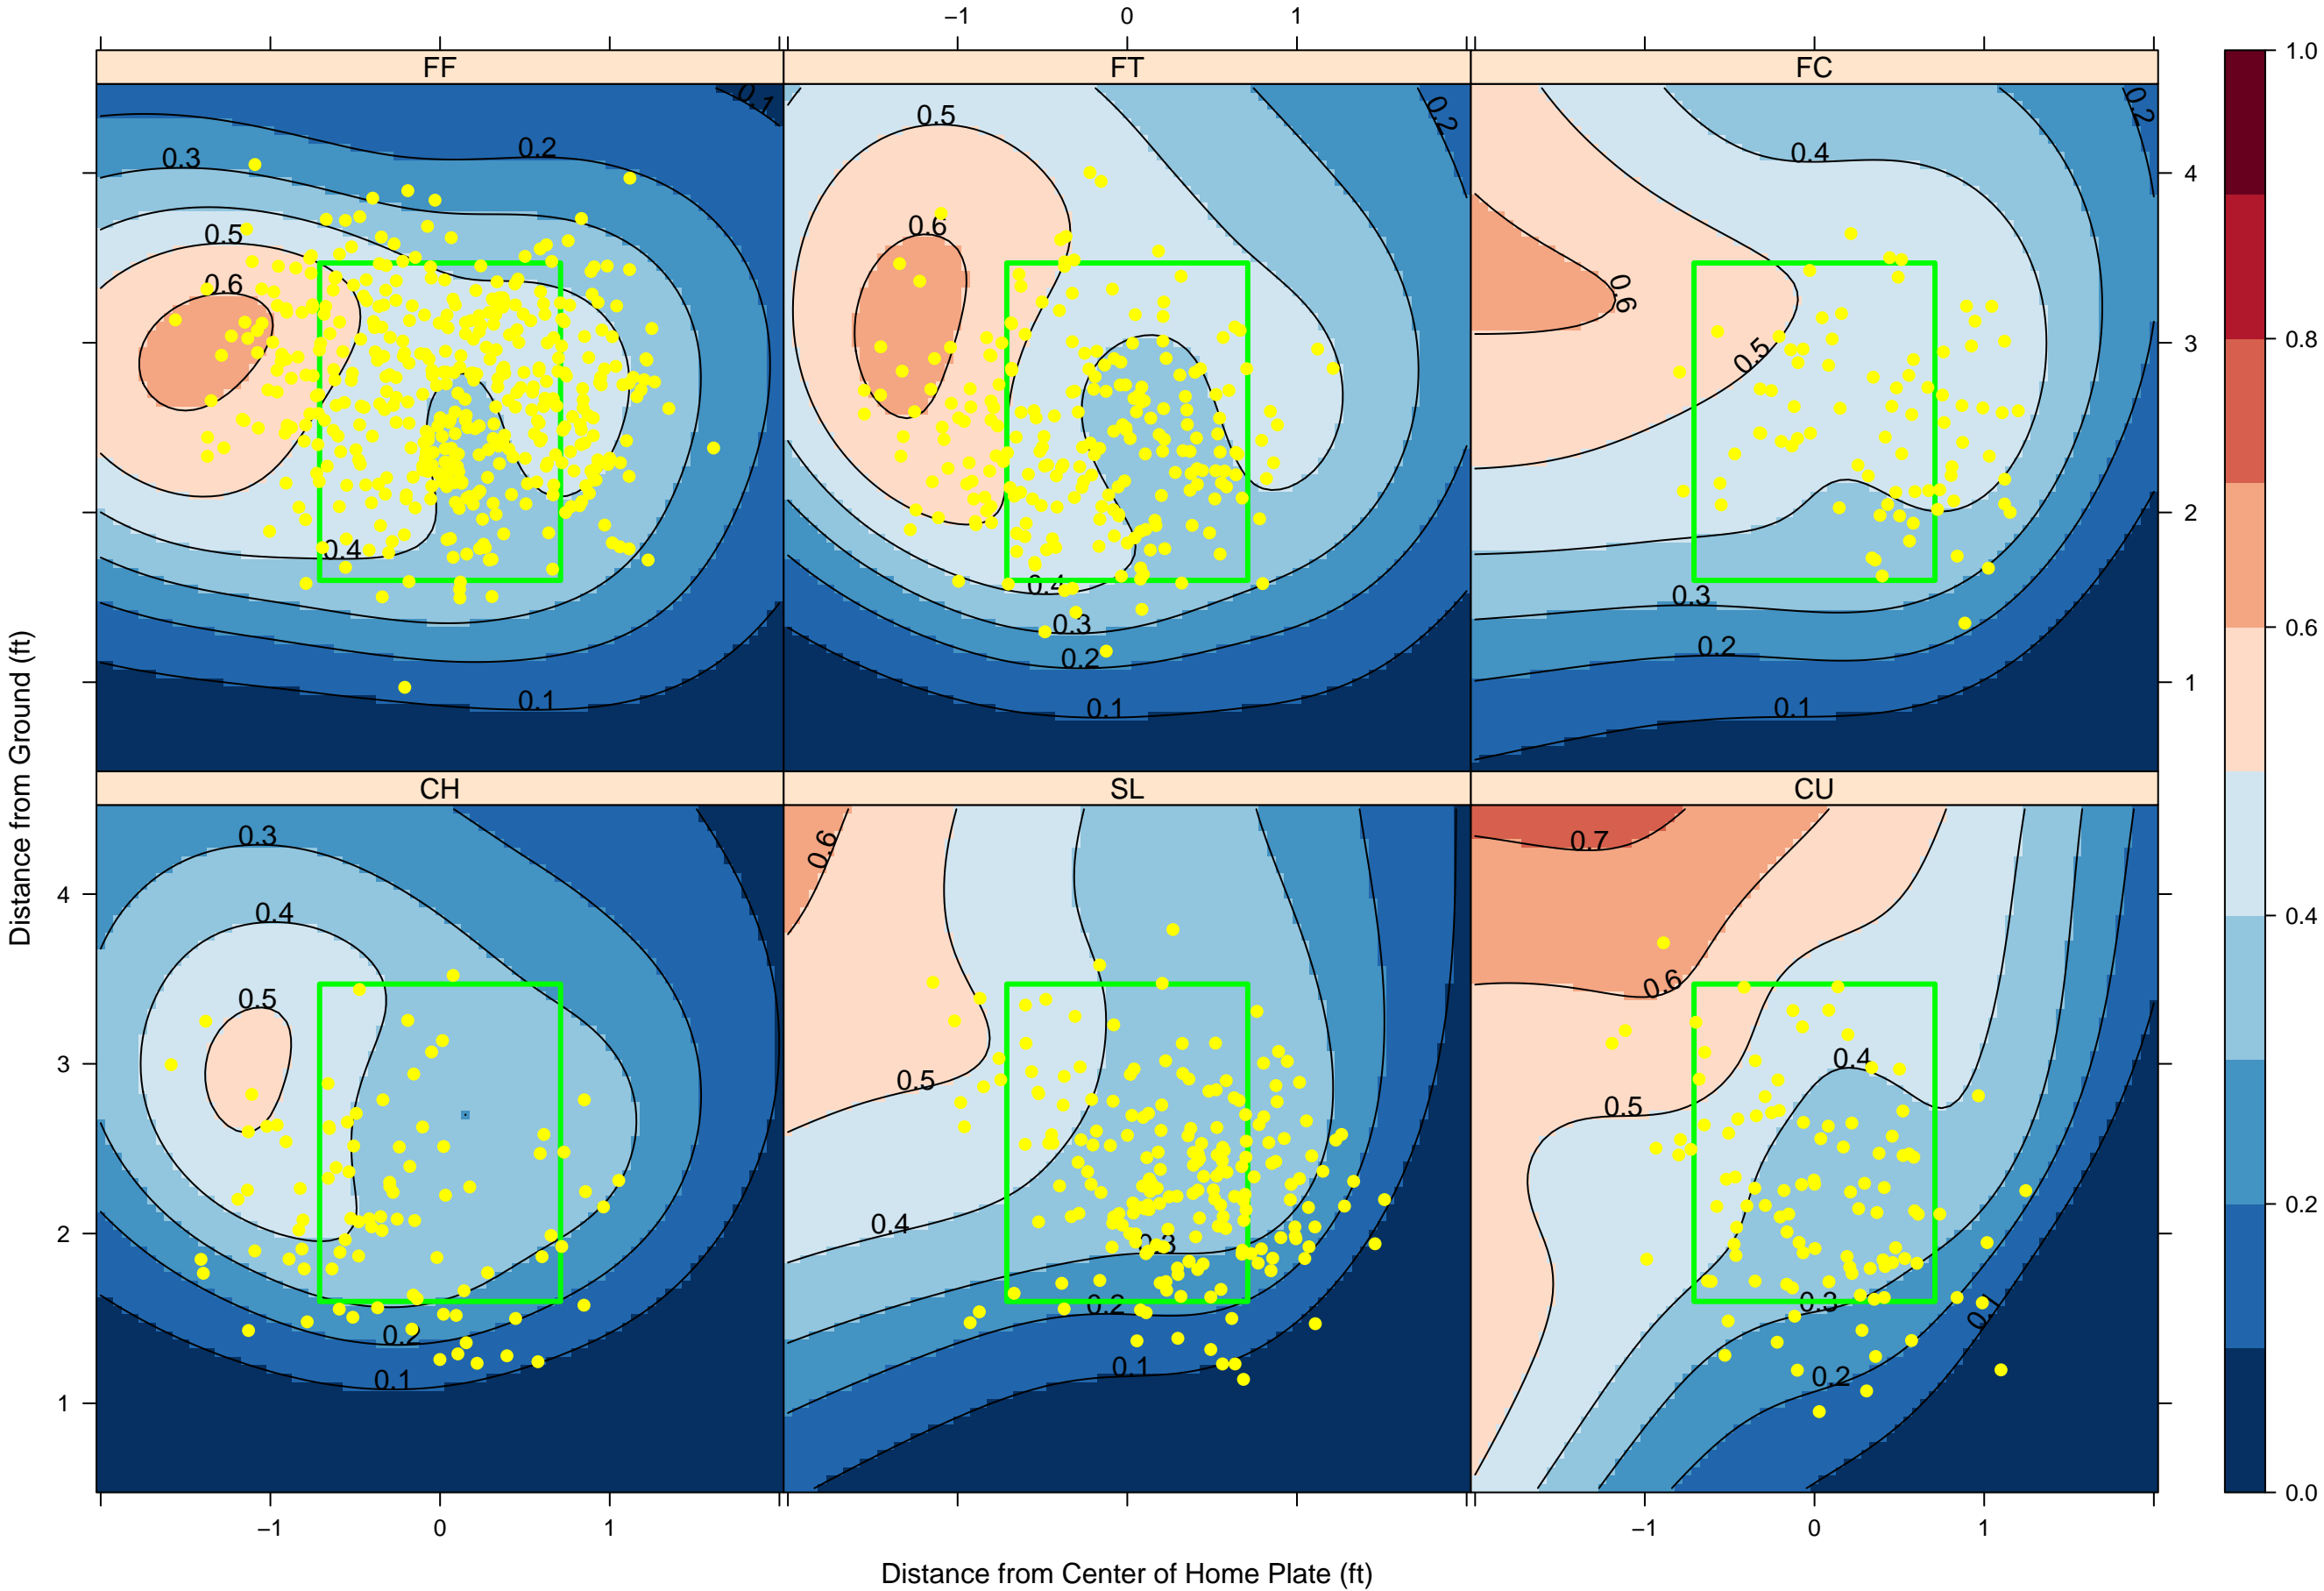 −1 0 1
FF FT FC
1.0
0.1 0.2 0.2
0.5
0.3 0.2 0.4
4
0.5 0.6
0.6 0.6
0.8
3
0.5
2
0.4
0.4 0.3
0.3 0.6
0.2 0.2
1
0.1 0.1 0.1
Distance from Ground (ft)
CH SL CU
0.3 0.6 0.7
4
0.4 0.4
0.5 0.6
3
0.5 0.5 0.4
2
0.4 0.3 0.2
0.2 0.2 0.3 0.1
0.1 0.1 0.2
1
0.0
−1 0 1 −1 0 1
Distance from Center of Home Plate (ft)